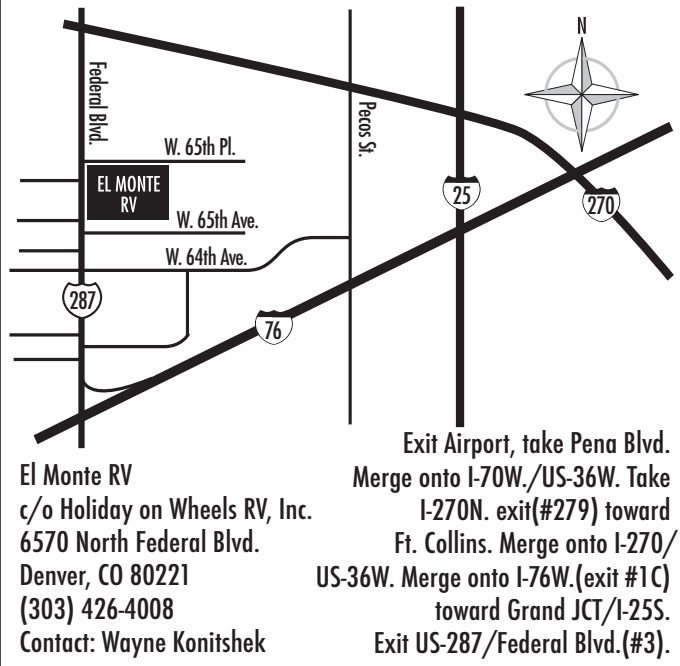 N
Federal Blvd.
Pecos St.
W. 65th Pl.
EL MONTE
RV
25
270
W. 65th Ave.
W. 64th Ave.
287
76
El Monte RV
c/o Holiday on Wheels RV, Inc.
6570 North Federal Blvd.
Denver, CO 80221
(303) 426-4008
Contact: Wayne Konitshek
Exit Airport, take Pena Blvd.
Merge onto I-70W./US-36W. Take
I-270N. exit(#279) toward
Ft. Collins. Merge onto I-270/
US-36W. Merge onto I-76W.(exit #1C)
toward Grand JCT/I-25S.
Exit US-287/Federal Blvd.(#3).